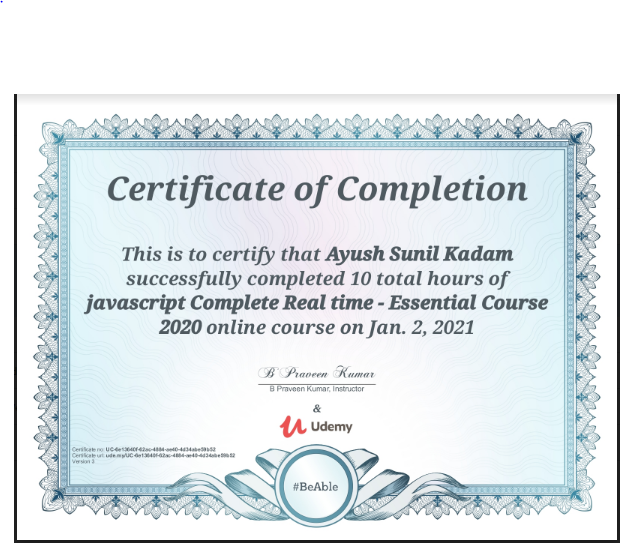 Certificate of Completion
This is to certify that Ayush Sunil Kadam
successfully completed 10 total hours of
javascript Complete Real time - Essential Course
2020 online course on Jan. 2, 2021
B Praveen Kumar
B Praveen Kumar, Instructor
&
Udemy
Certificate no: UC-6e13640f-62ac-4884-ae40-4d34abe59b52
Certificate url: ude.my/UC-6e13640f-62ac-4884-ae40-4d34abe59b52
Version 3
#BeAble